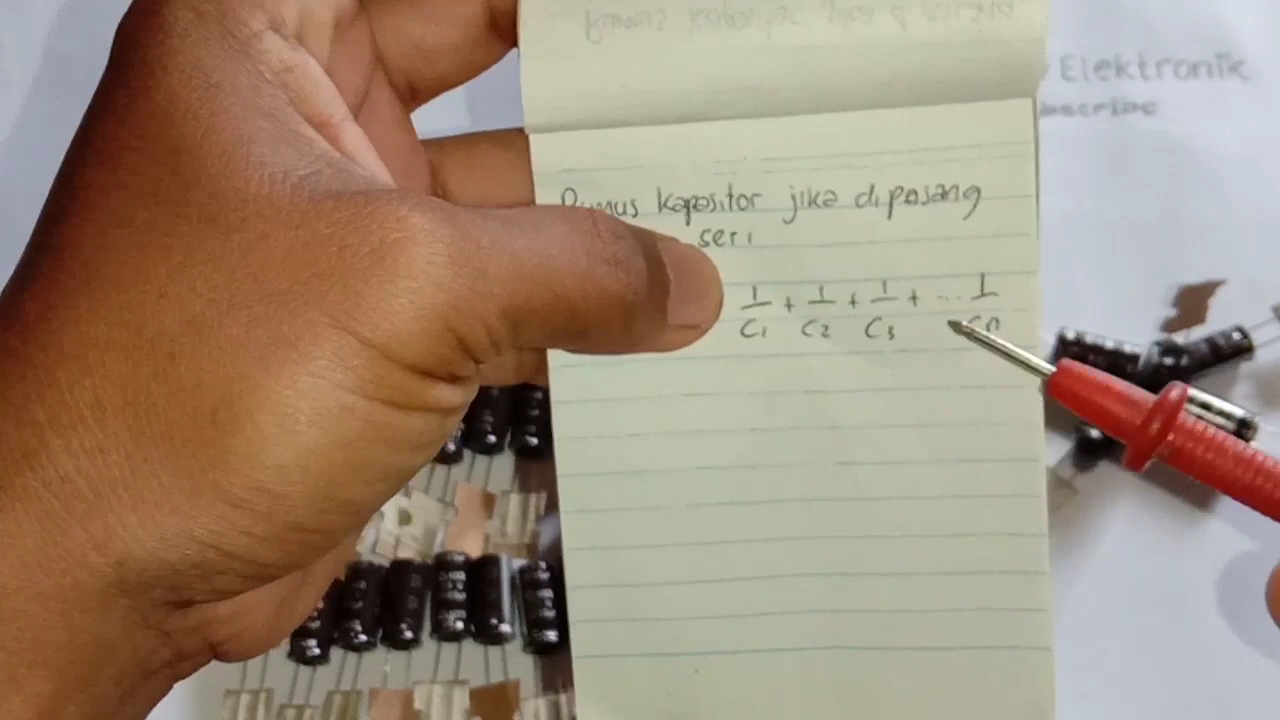 Elektronik
Rumus kapasitor jika dipasang
seri
1/C1 + 1/C2 + 1/C3 + ... 1/Cn